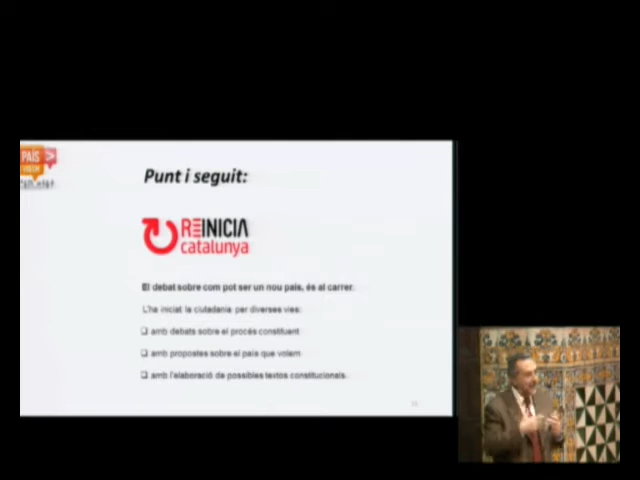 PAÍS
Punt i seguit:
REINICIA
catalunya
El debat sobre com pot ser un nou país, és al carrer.
L'ha iniciat la ciutadania per diverses vies:
❑ amb debats sobre el procés constituent
❑ amb propostes sobre el país que volem
❑ amb l'elaboració de possibles textos constitucionals.